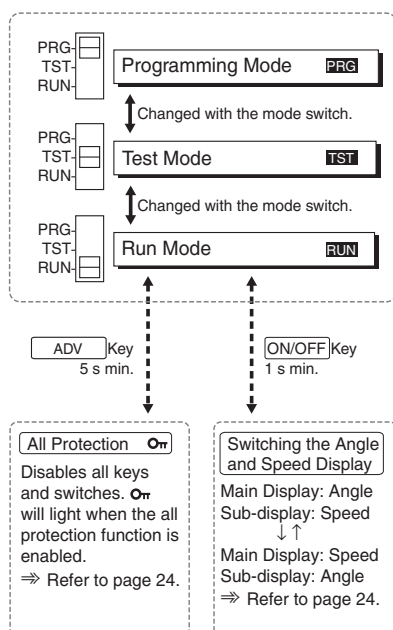 PRG
TST
RUN
Programming Mode PRG
Changed with the mode switch.
PRG
TST
RUN
Test Mode TST
Changed with the mode switch.
PRG
TST
RUN
Run Mode RUN
ADV Key
5 s min.
ON/OFF Key
1 s min.
All Protection
Disables all keys
and switches.
will light when the all
protection function is
enabled.
⇒ Refer to page 24.
Switching the Angle
and Speed Display
Main Display: Angle
Sub-display: Speed
↓↑
Main Display: Speed
Sub-display: Angle
⇒ Refer to page 24.